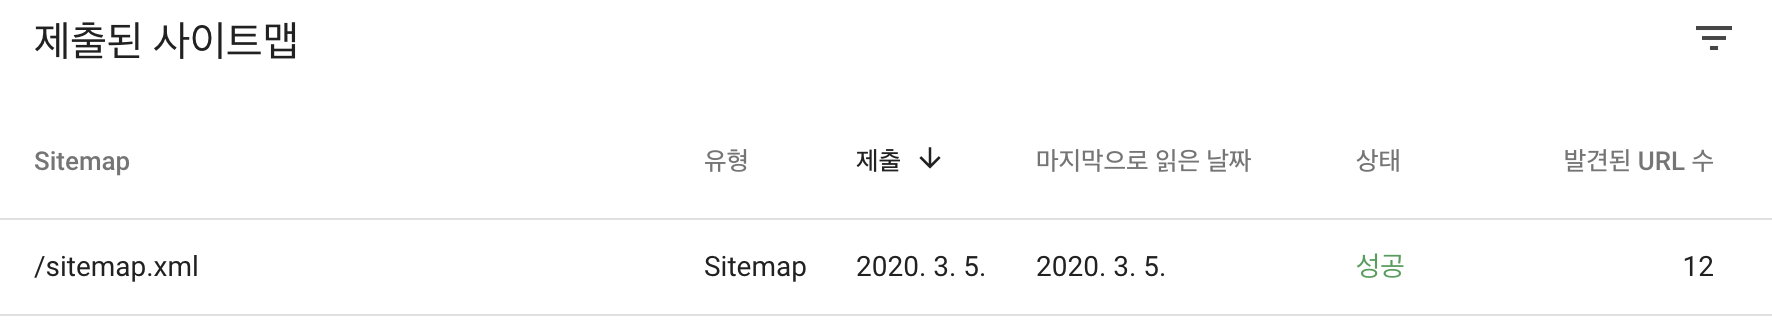 제출된 사이트맵
Sitemap 유형 제출 ↓ 마지막으로 읽은 날짜 상태 발견된 URL 수
/sitemap.xml Sitemap 2020. 3. 5. 2020. 3. 5. 성공 12